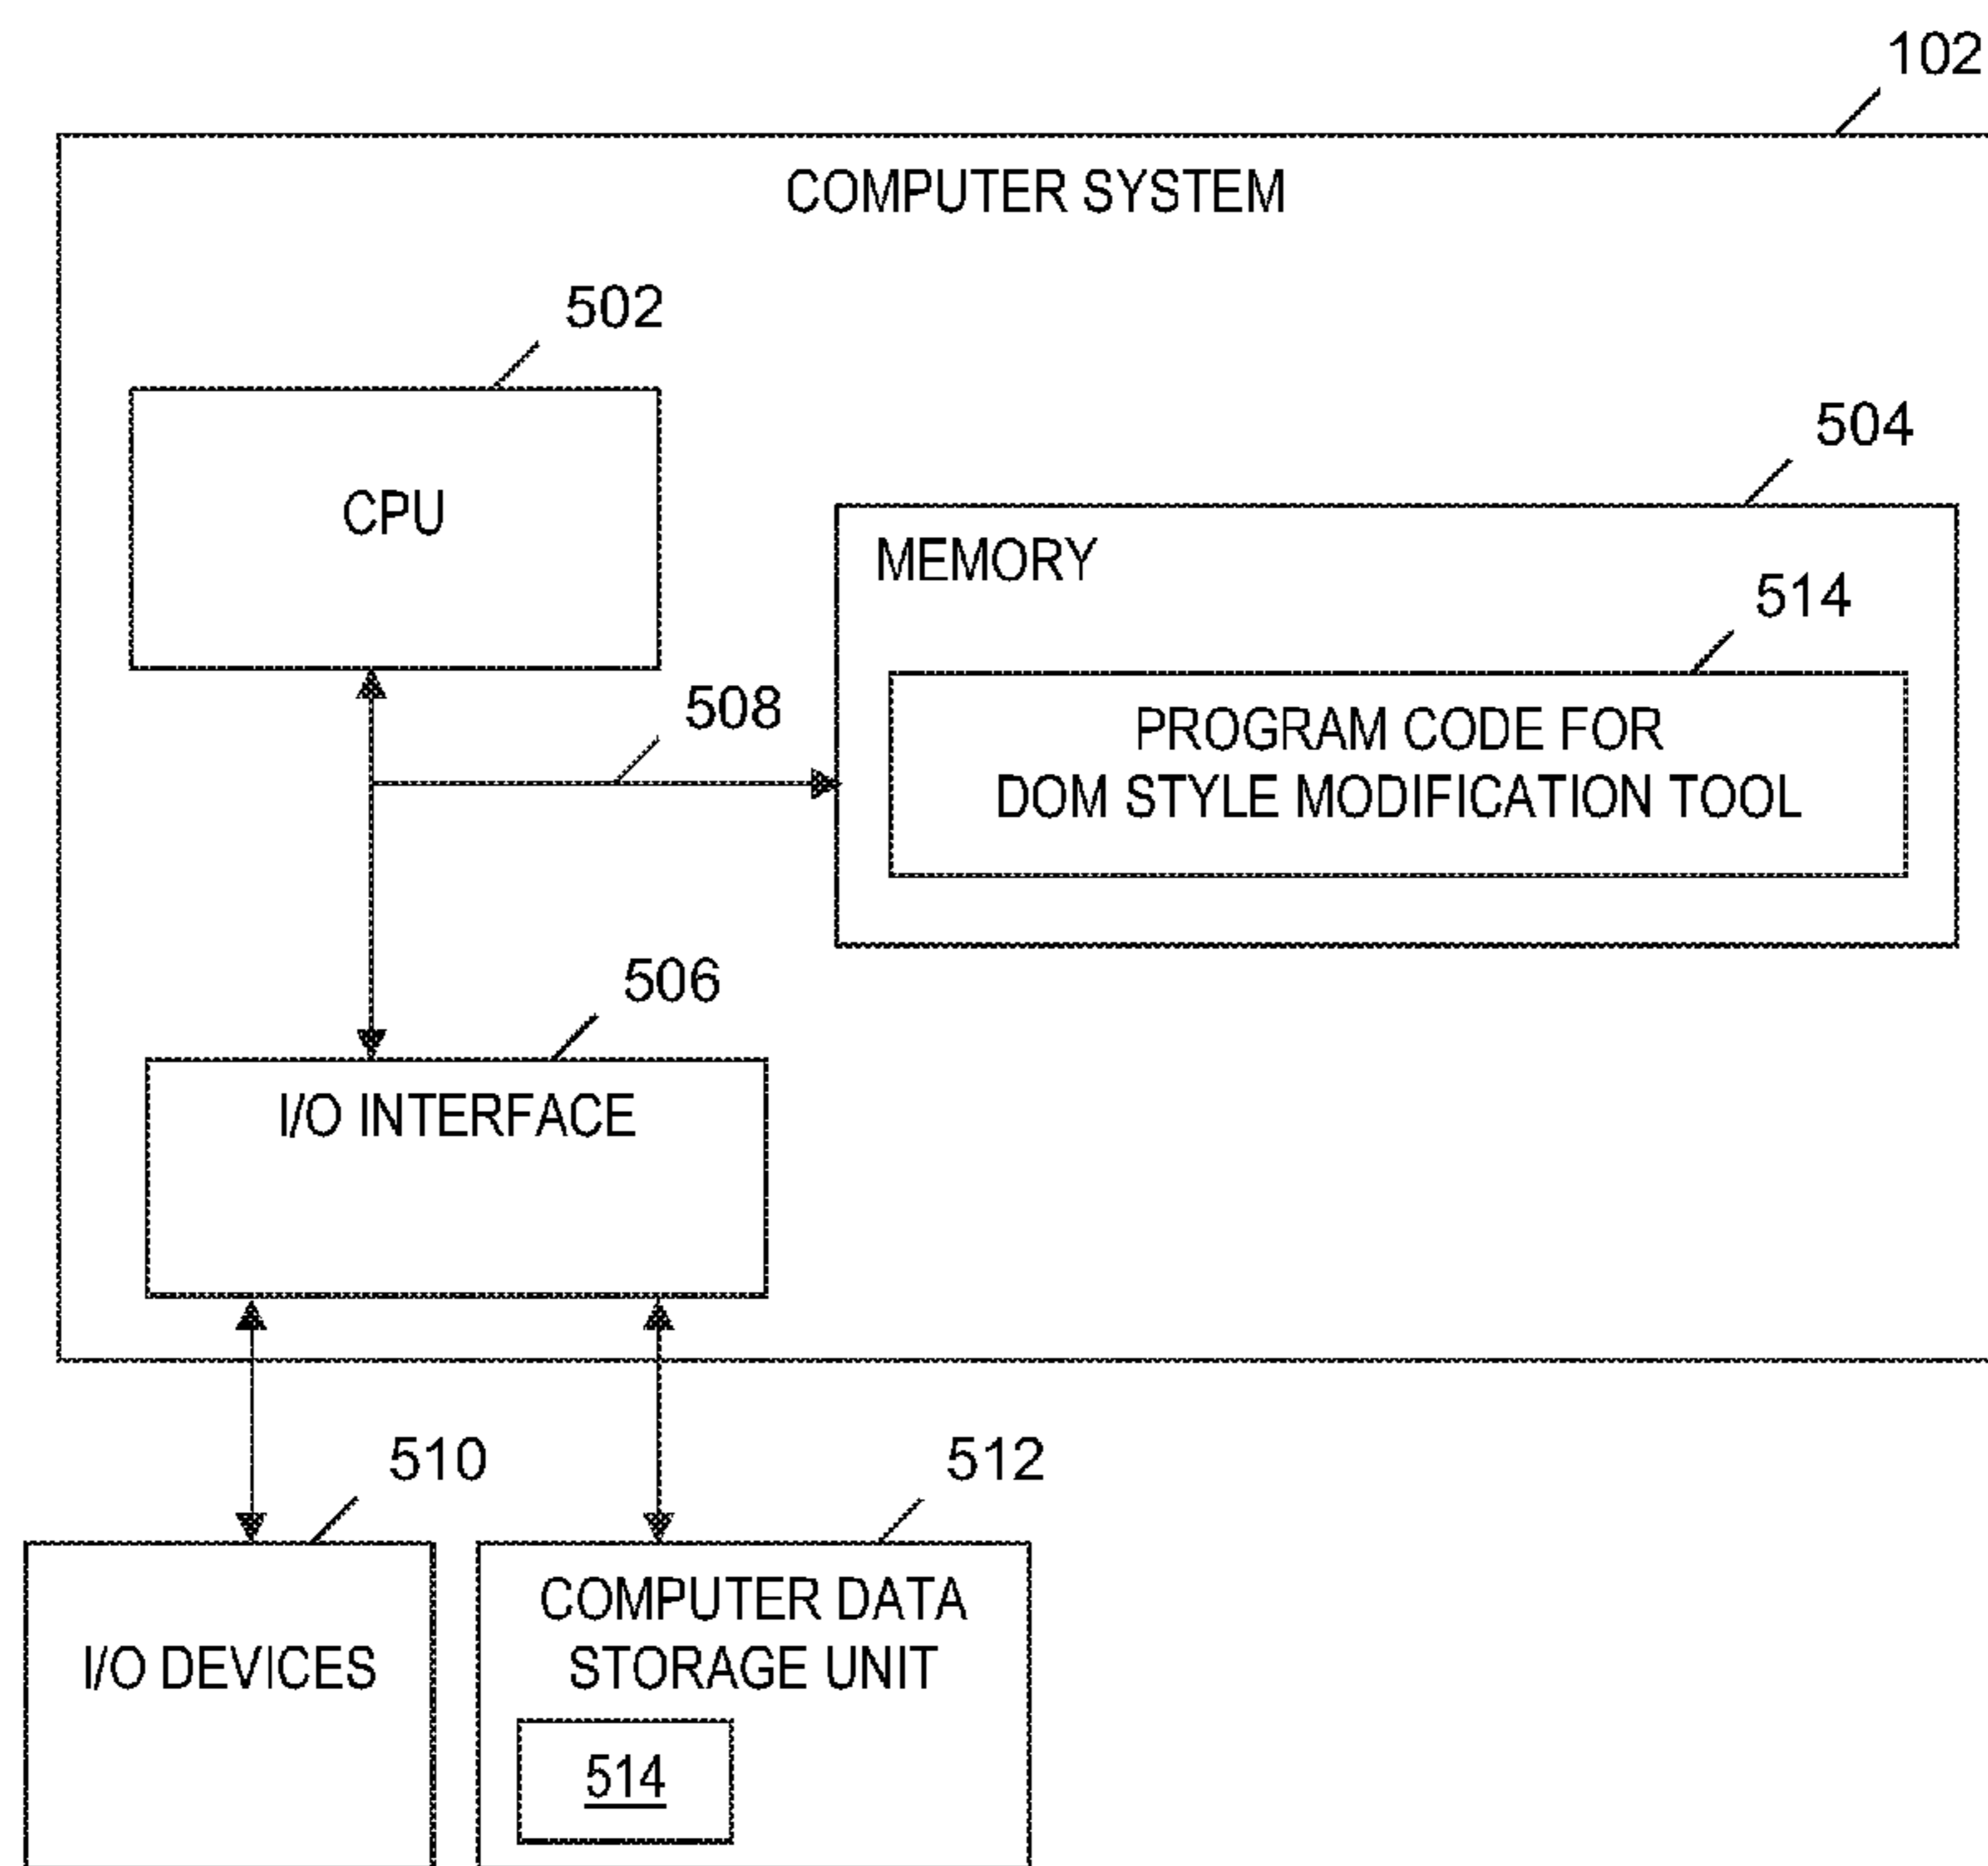 102
COMPUTER SYSTEM
502
CPU
504
MEMORY
514
PROGRAM CODE FOR
DOM STYLE MODIFICATION TOOL
508
506
I/O INTERFACE
510
I/O DEVICES
512
COMPUTER DATA
STORAGE UNIT
514